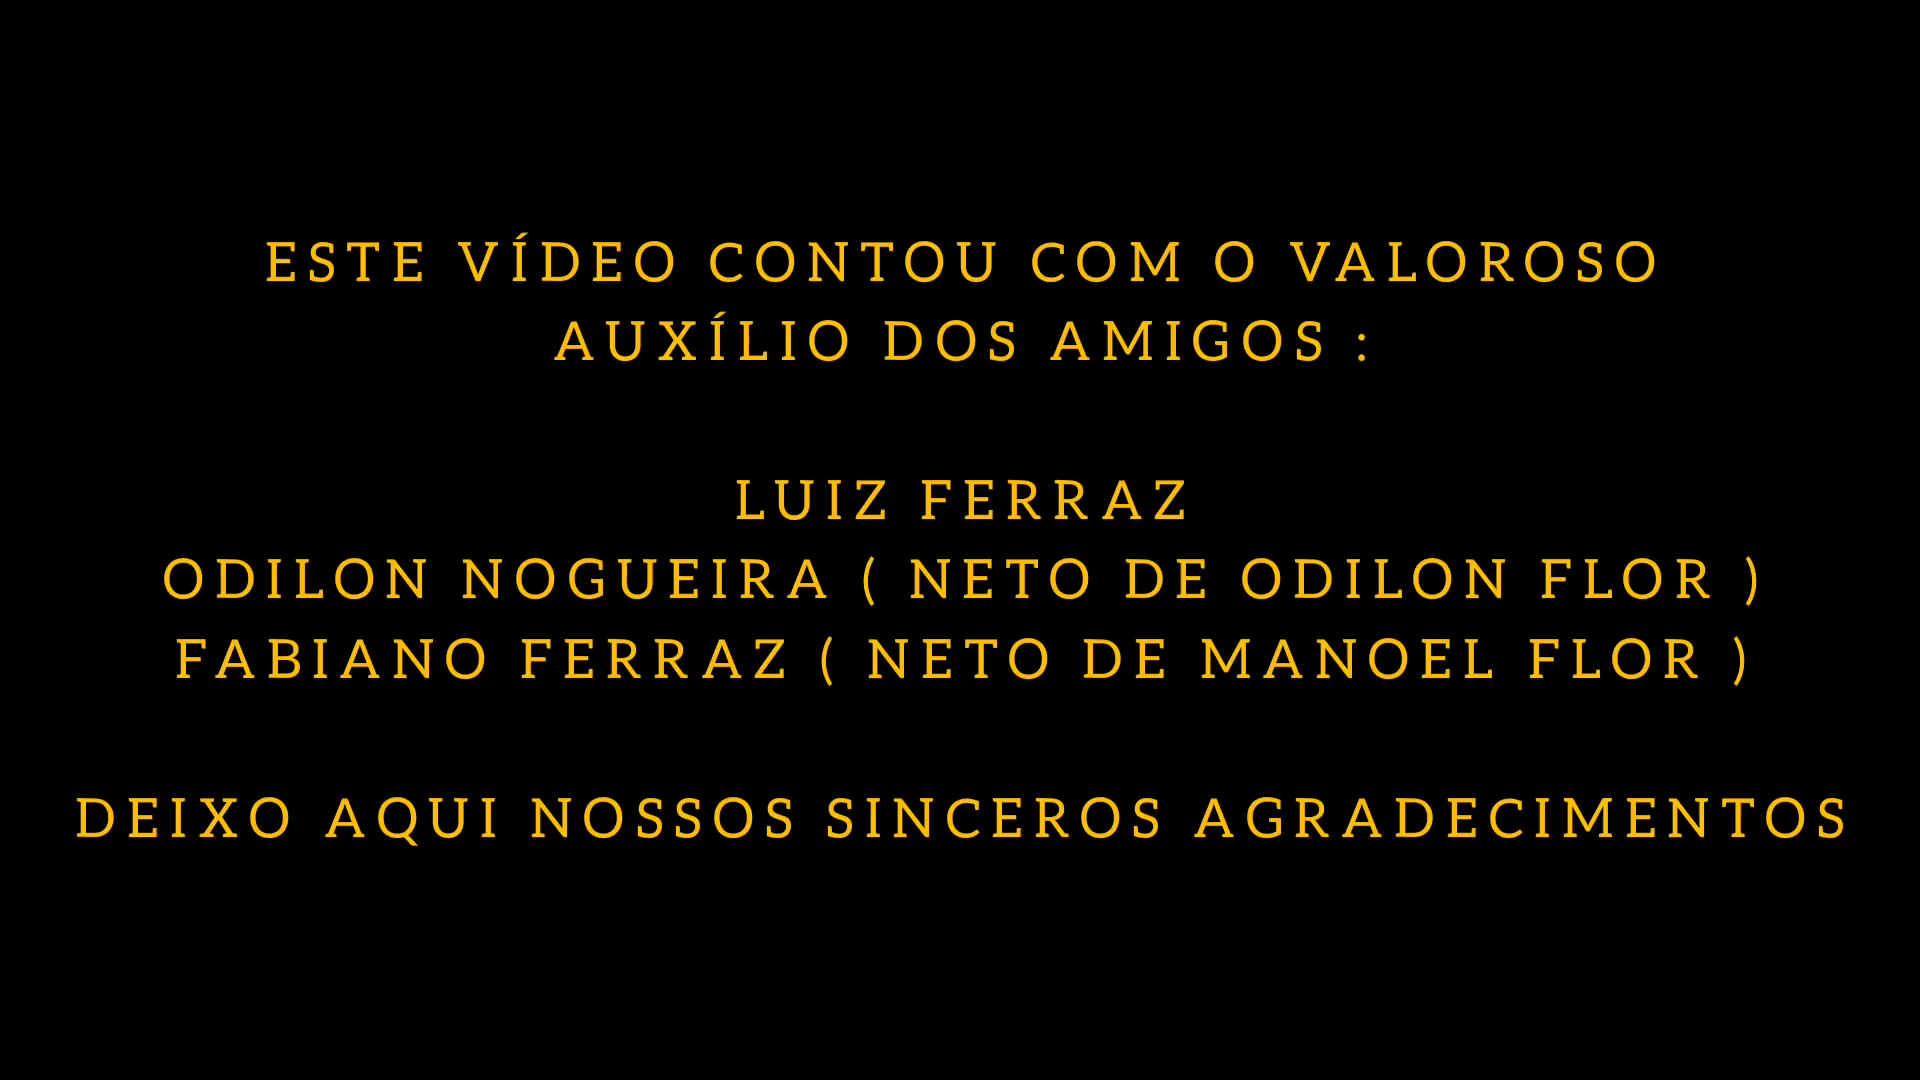 ESTE VÍDEO CONTOU COM O VALOROSO
AUXÍLIO DOS AMIGOS :
LUIZ FERRAZ
ODILON NOGUEIRA ( NETO DE ODILON FLOR )
FABIANO FERRAZ ( NETO DE MANOEL FLOR )
DEIXO AQUI NOSSOS SINCEROS AGRADECIMENTOS